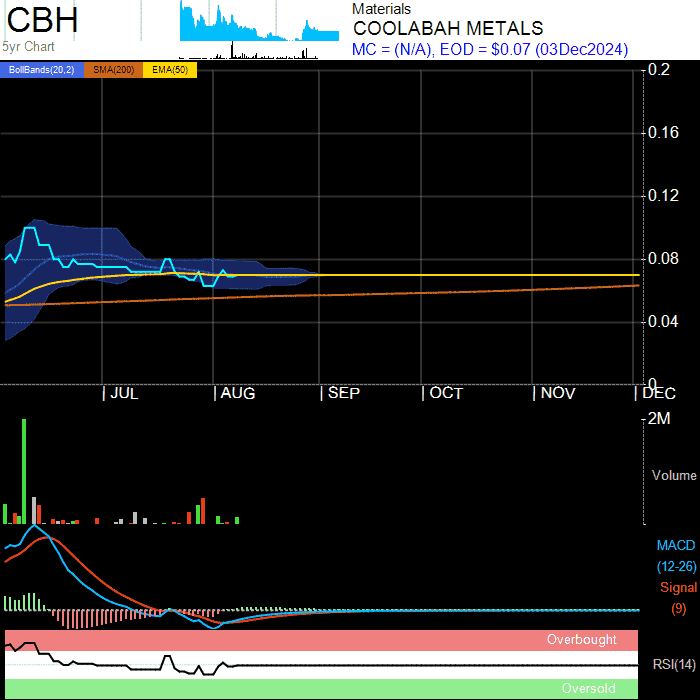 CBH
5yr Chart
Materials
COOLABAH METALS
MC = (N/A), EOD = $0.07 (03Dec2024)
BollBands(20,2) SMA(200) EMA(50)
0.2
0.16
0.12
0.08
0.04
0
| JUL | AUG | SEP | OCT | NOV | DEC
2M
Volume
MACD
(12-26)
Signal
(9)
Overbought
RSI(14)
Oversold